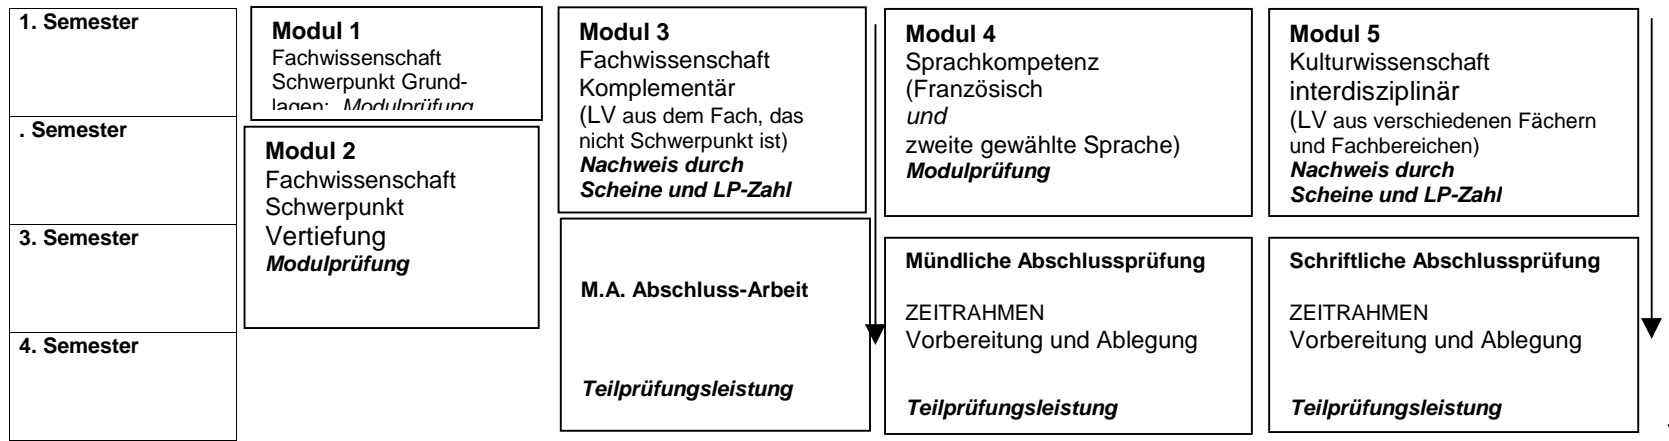 1. Semester
. Semester
3. Semester
4. Semester
Modul 1
Fachwissenschaft
Schwerpunkt Grund-
lagen: Modulprüfung
Modul 2
Fachwissenschaft
Schwerpunkt
Vertiefung
Modulprüfung
Modul 3
Fachwissenschaft
Komplementär
(LV aus dem Fach, das
nicht Schwerpunkt ist)
Nachweis durch
Scheine und LP-Zahl
M.A. Abschluss-Arbeit
Teilprüfungsleistung
Modul 4
Sprachkompetenz
(Französisch
und
zweite gewählte Sprache)
Modulprüfung
Mündliche Abschlussprüfung
ZEITRAHMEN
Vorbereitung und Ablegung
Teilprüfungsleistung
Modul 5
Kulturwissenschaft
interdisziplinär
(LV aus verschiedenen Fächern
und Fachbereichen)
Nachweis durch
Scheine und LP-Zahl
Schriftliche Abschlussprüfung
ZEITRAHMEN
Vorbereitung und Ablegung
Teilprüfungsleistung